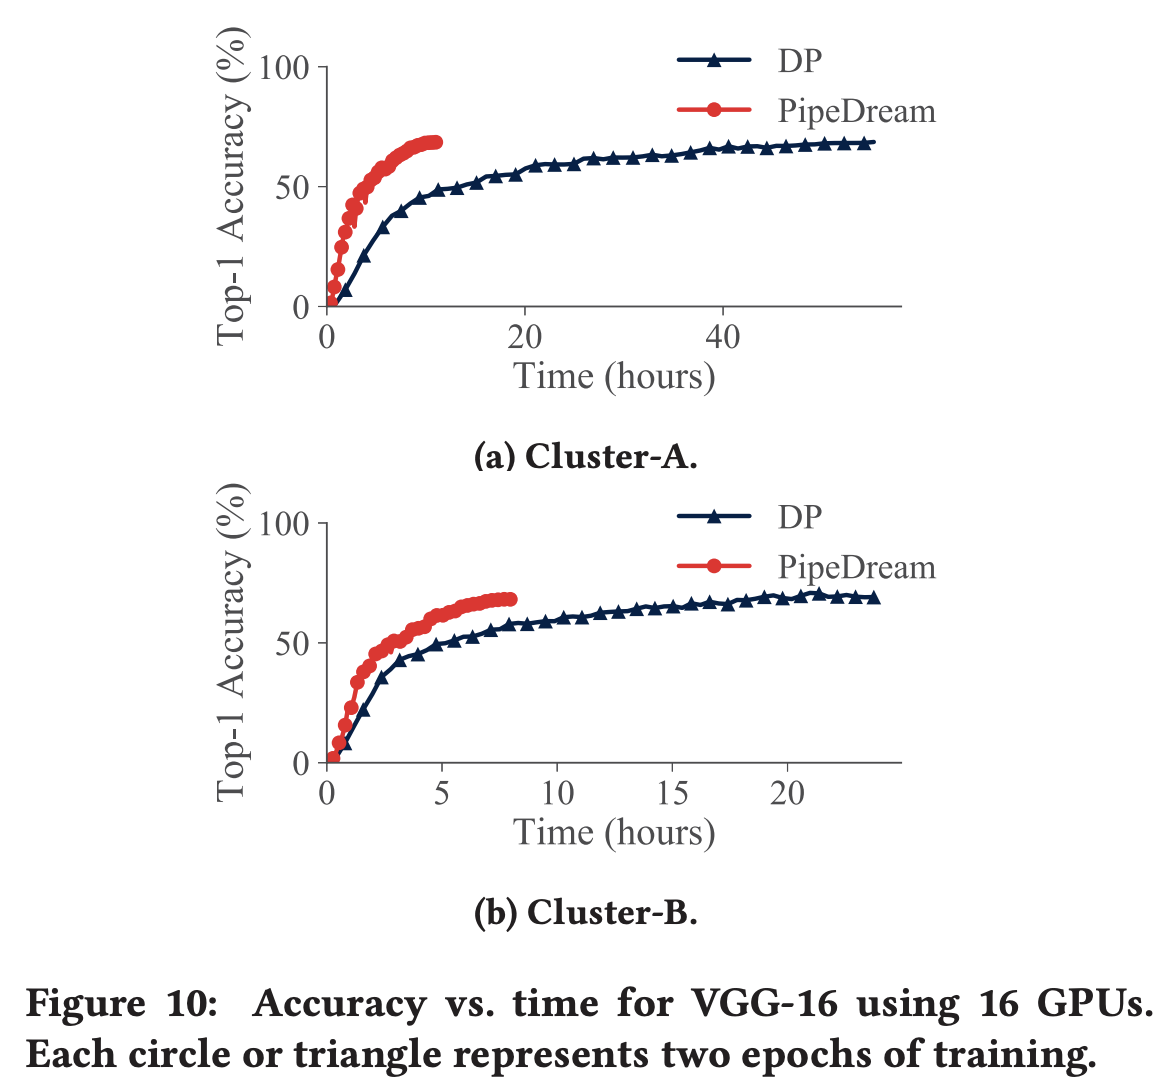 Top-1 Accuracy (%)
100
50
0
DP
PipeDream
0 20 40
Time (hours)
(a) Cluster-A.
Top-1 Accuracy (%)
100
50
0
DP
PipeDream
0 5 10 15 20
Time (hours)
(b) Cluster-B.
Figure 10: Accuracy vs. time for VGG-16 using 16 GPUs.
Each circle or triangle represents two epochs of training.